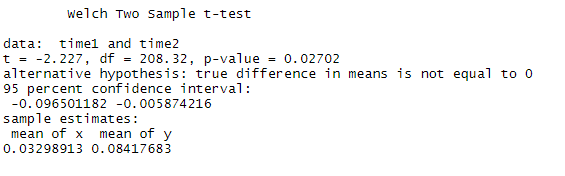 Welch Two Sample t-test
data:  time1 and time2
t = -2.227, df = 208.32, p-value = 0.02702
alternative hypothesis: true difference in means is not equal to 0
95 percent confidence interval:
 -0.096501182 -0.005874216
sample estimates:
 mean of x  mean of y
0.03298913 0.08417683